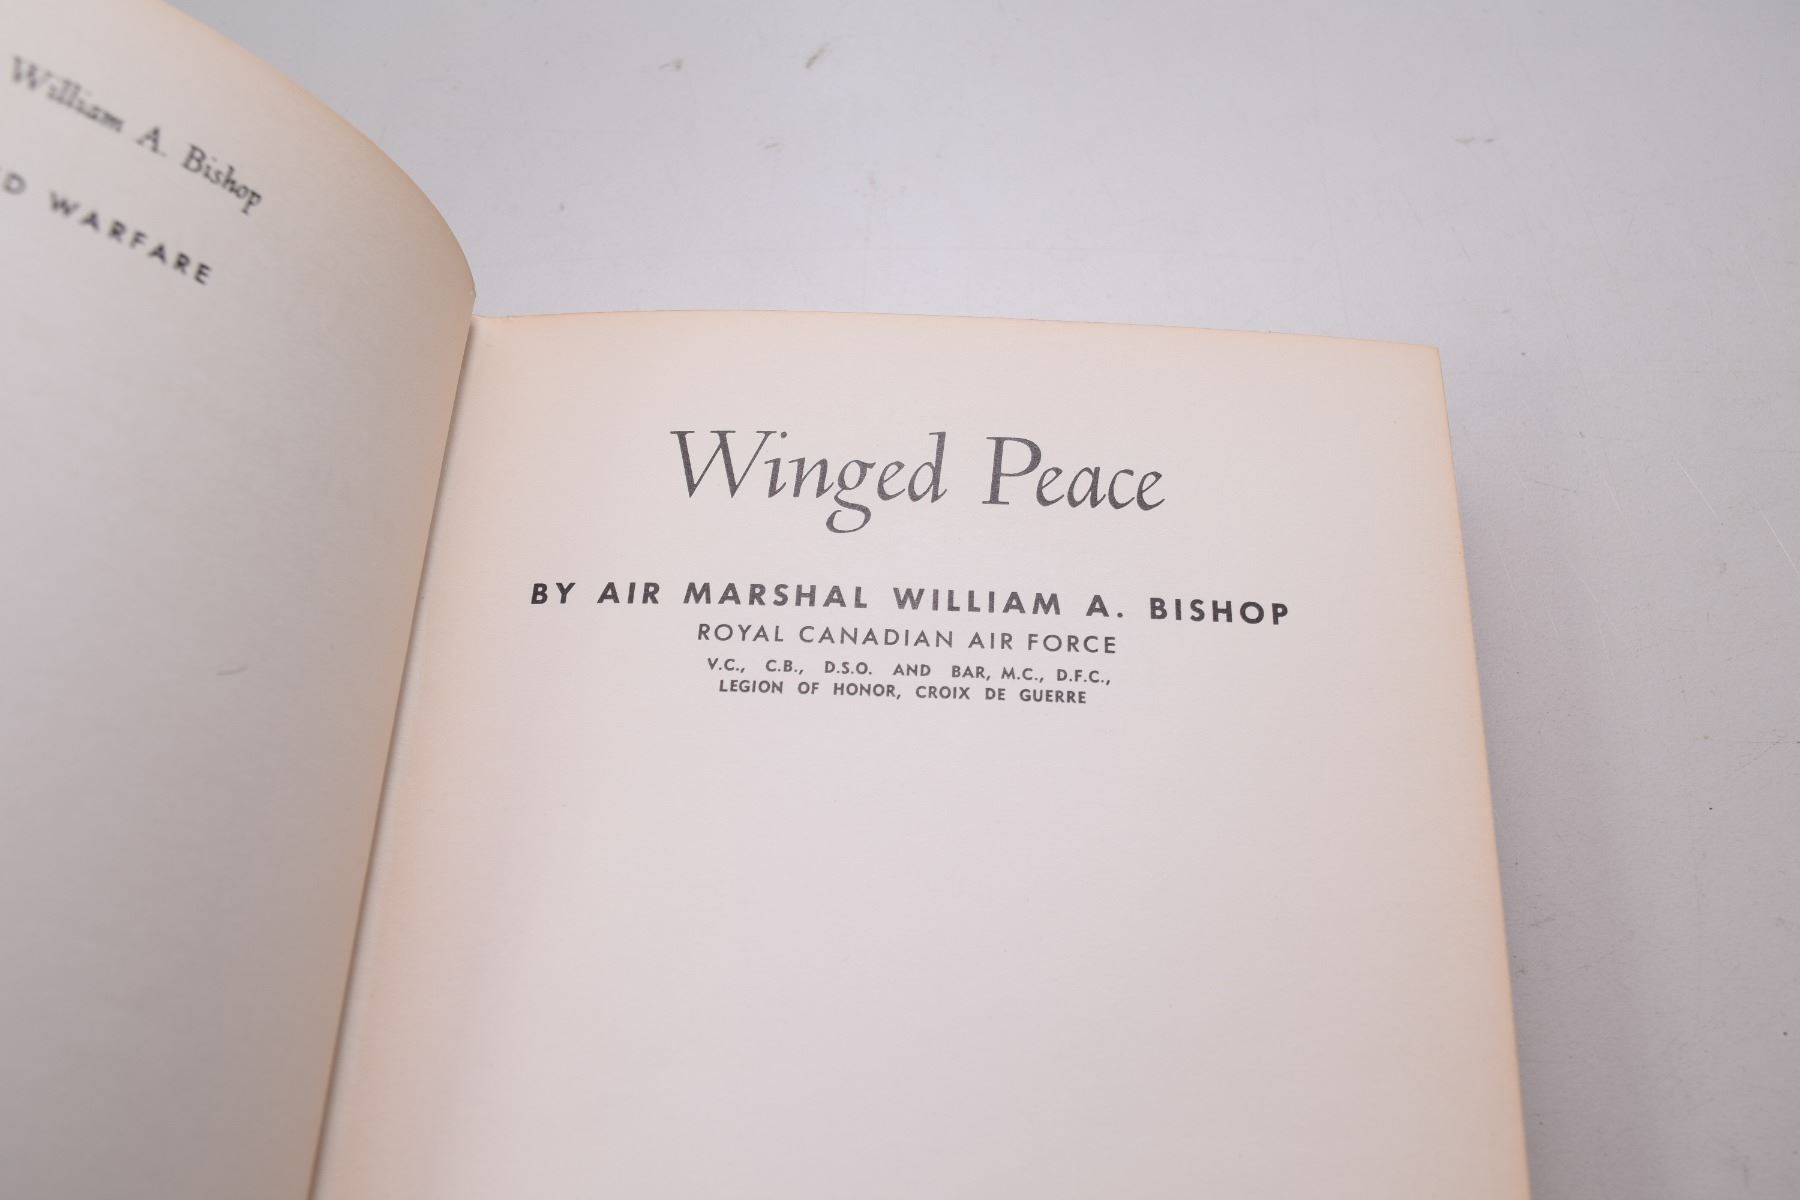 William A. Bishop
D WARFARE
Winged Peace
BY AIR MARSHAL WILLIAM A. BISHOP
ROYAL CANADIAN AIR FORCE
V.C., C.B., D.S.O. AND BAR, M.C., D.F.C.,
LEGION OF HONOR, CROIX DE GUERRE